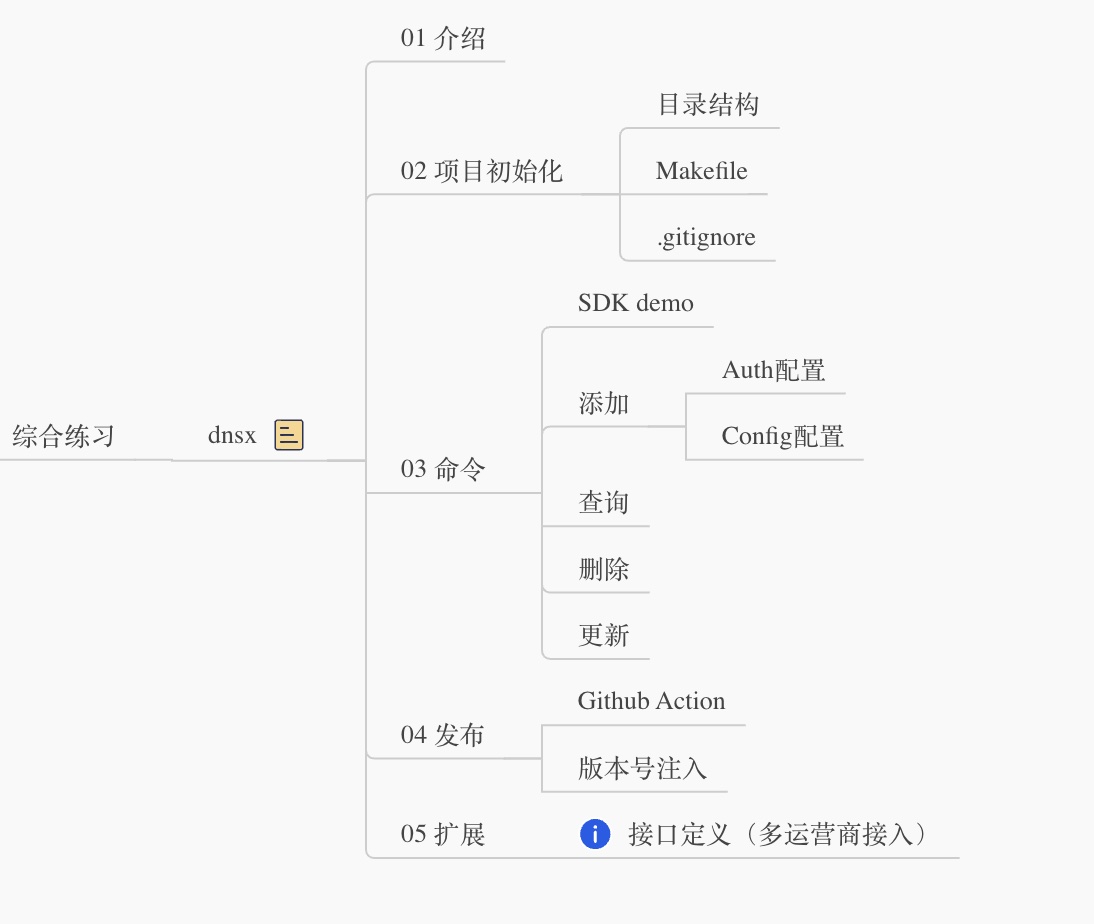 01 介绍
目录结构
02 项目初始化
Makefile
.gitignore
SDK demo
Auth配置
添加
Config配置
综合练习
dnsx
03 命令
查询
删除
更新
Github Action
04 发布
版本号注入
05 扩展
接口定义（多运营商接入）